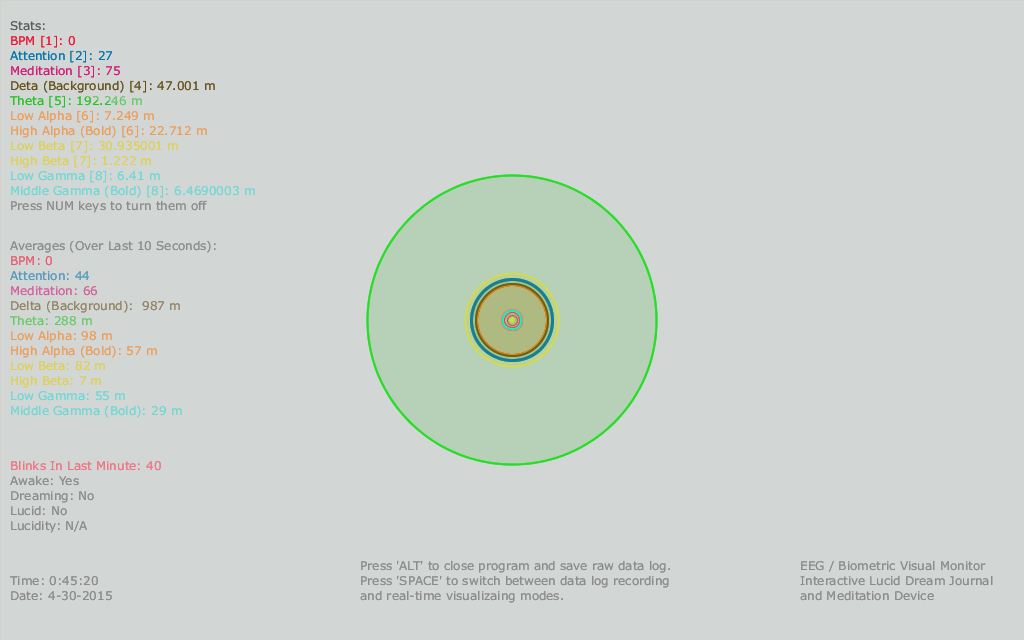 Stats:
BPM [1]: 0
Attention [2]: 27
Meditation [3]: 75
Deta (Background) [4]: 47.001 m
Theta [5]: 192.246 m
Low Alpha [6]: 7.249 m
High Alpha (Bold) [6]: 22.712 m
Low Beta [7]: 30.935001 m
High Beta [7]: 1.222 m
Low Gamma [8]: 6.41 m
Middle Gamma (Bold) [8]: 6.4690003 m
Press NUM keys to turn them off
Averages (Over Last 10 Seconds):
BPM: 0
Attention: 44
Meditation: 66
Delta (Background): 987 m
Theta: 288 m
Low Alpha: 98 m
High Alpha (Bold): 57 m
Low Beta: 82 m
High Beta: 7 m
Low Gamma: 55 m
Middle Gamma (Bold): 29 m
Blinks In Last Minute: 40
Awake: Yes
Dreaming: No
Lucid: No
Lucidity: N/A
Time: 0:45:20
Date: 4-30-2015
Press 'ALT' to close program and save raw data log.
Press 'SPACE' to switch between data log recording
and real-time visualizaing modes.
EEG / Biometric Visual Monitor
Interactive Lucid Dream Journal
and Meditation Device